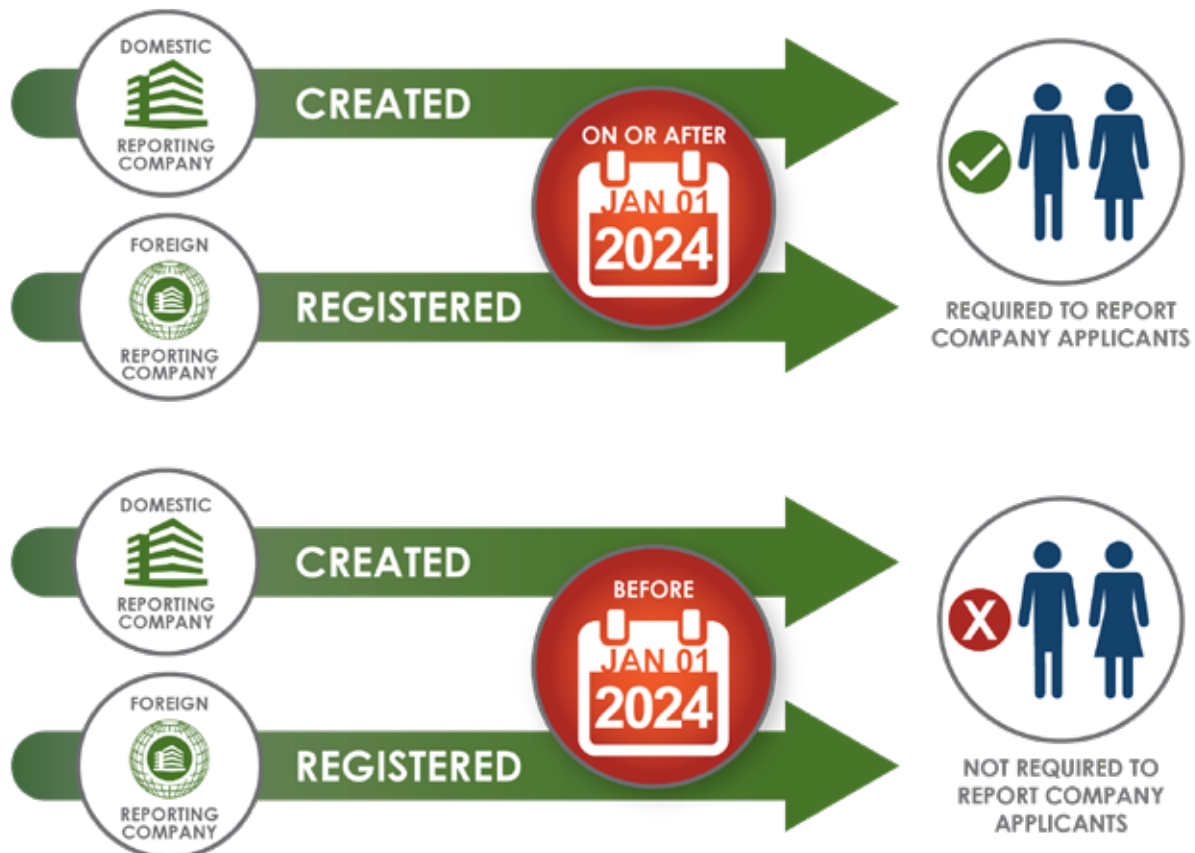 DOMESTIC
REPORTING
COMPANY
CREATED
FOREIGN
REPORTING
COMPANY
REGISTERED
ON OR AFTER
JAN 01
2024
REQUIRED TO REPORT
COMPANY APPLICANTS
DOMESTIC
REPORTING
COMPANY
CREATED
FOREIGN
REPORTING
COMPANY
REGISTERED
BEFORE
JAN 01
2024
X
NOT REQUIRED TO
REPORT COMPANY
APPLICANTS